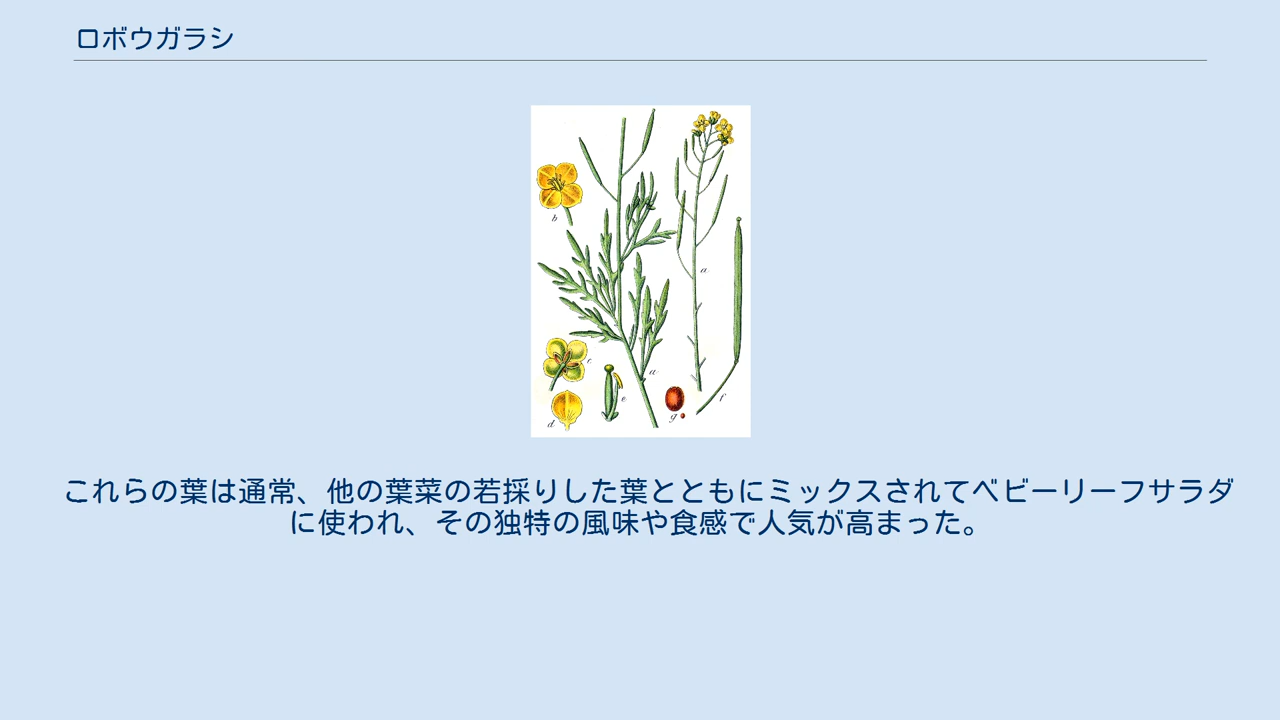 ロボウガラシ
b
a
c
a
e
d
g
f
これらの葉は通常、他の葉菜の若採りした葉とともにミックスされてベビーリーフサラダ
に使われ、その独特の風味や食感で人気が高まった。